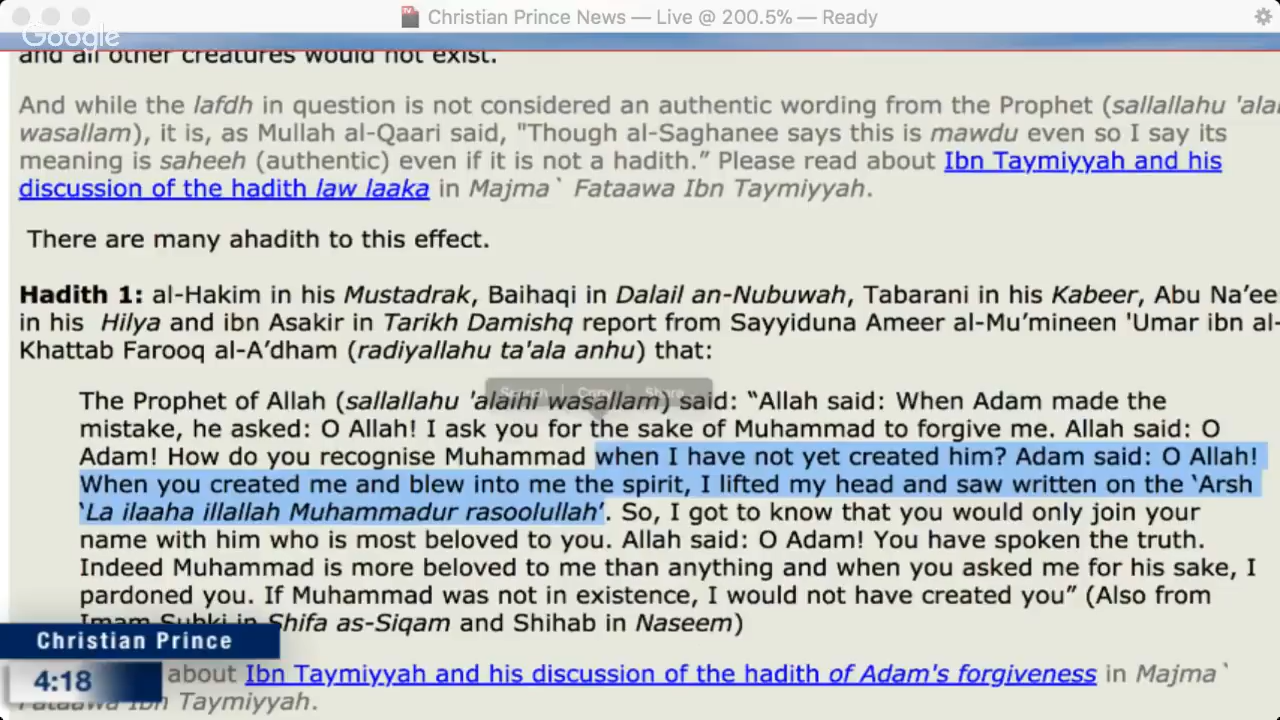 Christian Prince News — Live @ 200.5% — Ready
Google
and all other creatures would not exist.
And while the lafdh in question is not considered an authentic wording from the Prophet (sallallahu 'alai
wasallam), it is, as Mullah al-Qaari said, "Though al-Saghanee says this is mawdu even so I say its
meaning is saheeh (authentic) even if it is not a hadith.” Please read about Ibn Taymiyyah and his
discussion of the hadith law laaka in Majma` Fataawa Ibn Taymiyyah.
There are many ahadith to this effect.
Hadith 1: al-Hakim in his Mustadrak, Baihaqi in Dalail an-Nubuwah, Tabarani in his Kabeer, Abu Na’ee
in his Hilya and ibn Asakir in Tarikh Damishq report from Sayyiduna Ameer al-Mu’mineen 'Umar ibn al-
Khattab Farooq al-A’dham (radiyallahu ta'ala anhu) that:
Search Copy Share
The Prophet of Allah (sallallahu 'alaihi wasallam) said: “Allah said: When Adam made the
mistake, he asked: O Allah! I ask you for the sake of Muhammad to forgive me. Allah said: O
Adam! How do you recognise Muhammad when I have not yet created him? Adam said: O Allah!
When you created me and blew into me the spirit, I lifted my head and saw written on the ‘Arsh
‘La ilaaha illallah Muhammadur rasoolullah’. So, I got to know that you would only join your
name with him who is most beloved to you. Allah said: O Adam! You have spoken the truth.
Indeed Muhammad is more beloved to me than anything and when you asked me for his sake, I
pardoned you. If Muhammad was not in existence, I would not have created you” (Also from
Imam Subki in Shifa as-Siqam and Shihab in Naseem)
Christian Prince
4:18
about Ibn Taymiyyah and his discussion of the hadith of Adam's forgiveness in Majma`
Fataawa Ibn Taymiyyah.